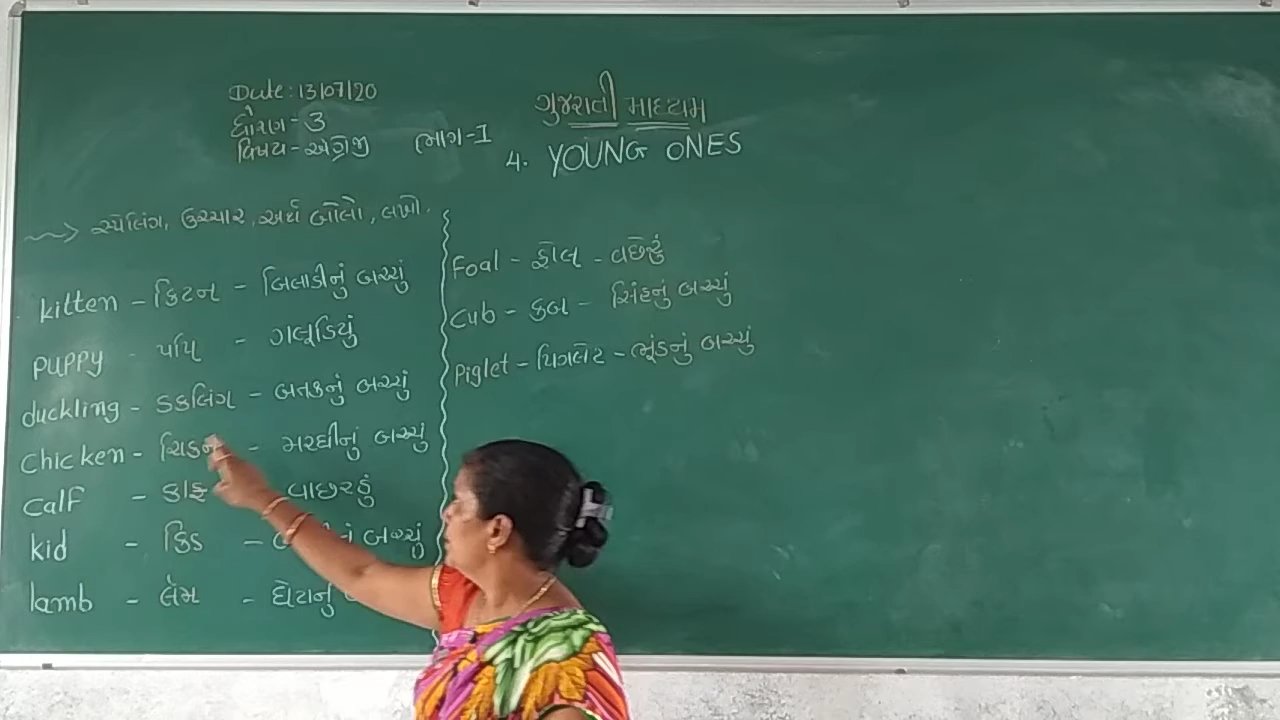 Date: 13/07/20
ધોરણ - 3
વિષય - અંગ્રેજી
ભાગ - I
ગુજરાતી માધ્યમ
4. YOUNG ONES
સ્પેલિંગ, ઉચ્ચાર, અર્થ બોલો, લખો.
kitten - કિટન - બિલાડીનું બચ્ચું
puppy - પપિ - ગલૂડિયું
duckling - ડકલિંગ - બતકનું બચ્ચું
chicken - ચિકન - મરઘીનું બચ્ચું
calf - કાફ - વાછરડું
kid - કિડ - બચ્ચું
lamb - લેમ - ઘેટાનું
Foal - ફોલ - વછેરું
Cub - કબ - સિંહનું બચ્ચું
Piglet - પિગલેટ - ભૂંડનું બચ્ચું